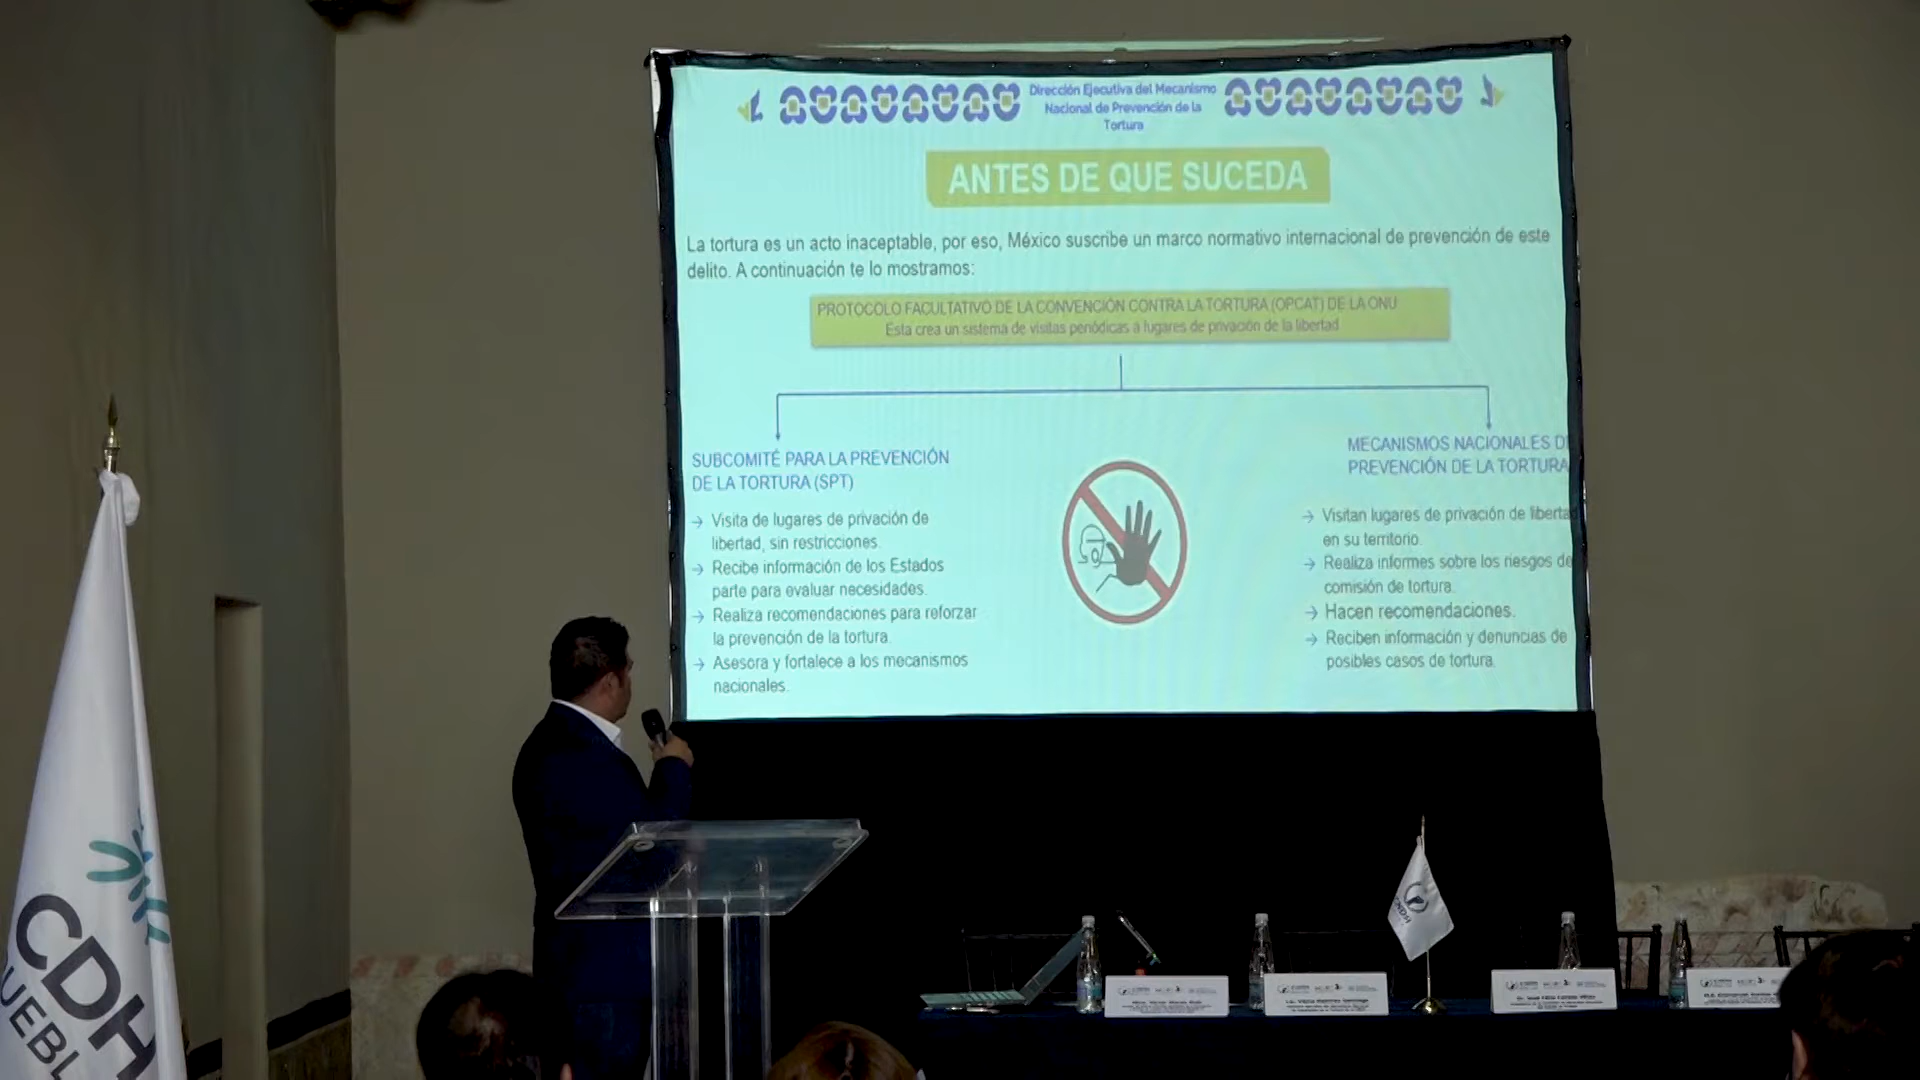 Dirección Ejecutiva del Mecanismo
Nacional de Prevención de la
Tortura
ANTES DE QUE SUCEDA
La tortura es un acto inaceptable, por eso, México suscribe un marco normativo internacional de prevención de este
delito. A continuación te lo mostramos:
PROTOCOLO FACULTATIVO DE LA CONVENCIÓN CONTRA LA TORTURA (OPCAT) DE LA ONU
Esta crea un sistema de visitas periódicas a lugares de privación de la libertad
SUBCOMITÉ PARA LA PREVENCIÓN
DE LA TORTURA (SPT)
→ Visita de lugares de privación de
libertad, sin restricciones.
→ Recibe información de los Estados
parte para evaluar necesidades.
→ Realiza recomendaciones para reforzar
la prevención de la tortura.
→ Asesora y fortalece a los mecanismos
nacionales.
MECANISMOS NACIONALES DE
PREVENCIÓN DE LA TORTURA
→ Visitan lugares de privación de libertad
en su territorio.
→ Realiza informes sobre los riesgos de
comisión de tortura.
→ Hacen recomendaciones.
→ Reciben información y denuncias de
posibles casos de tortura.
CDH
UEBL
CNDH